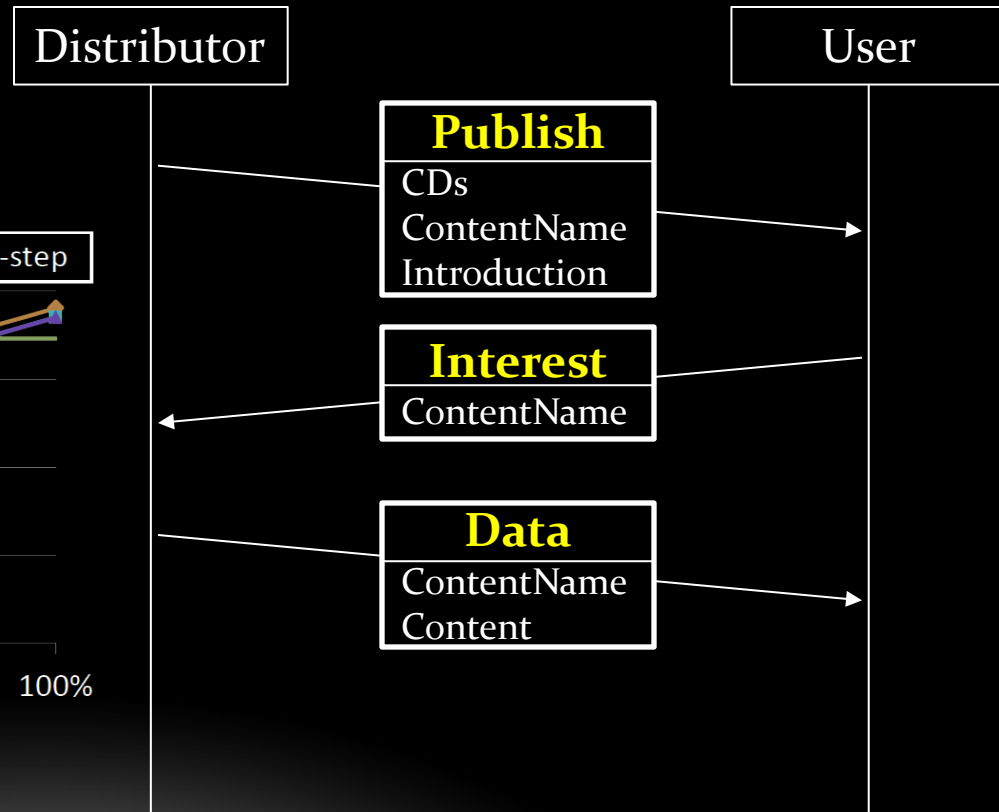 Distributor
User
Publish
CDs
ContentName
Introduction
-step
Interest
ContentName
Data
ContentName
Content
100%